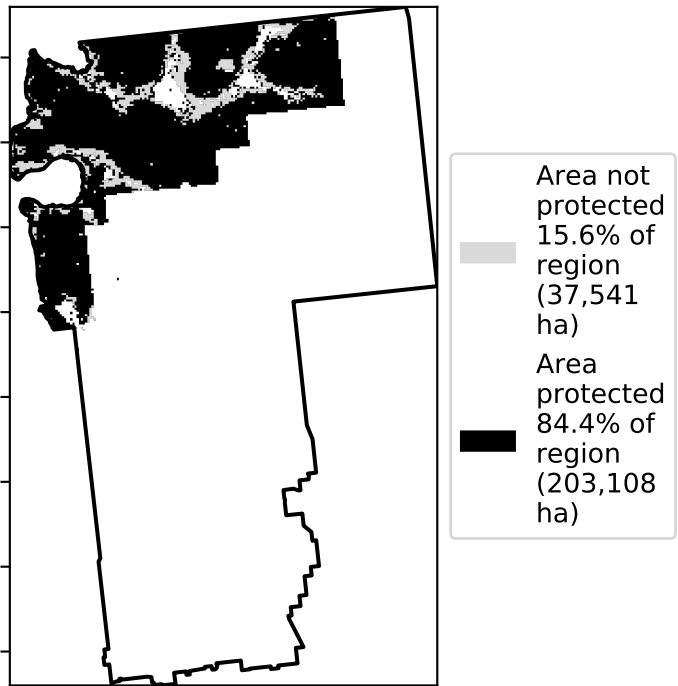 Area not
protected
15.6% of
region
(37,541
ha)
Area
protected
84.4% of
region
(203,108
ha)